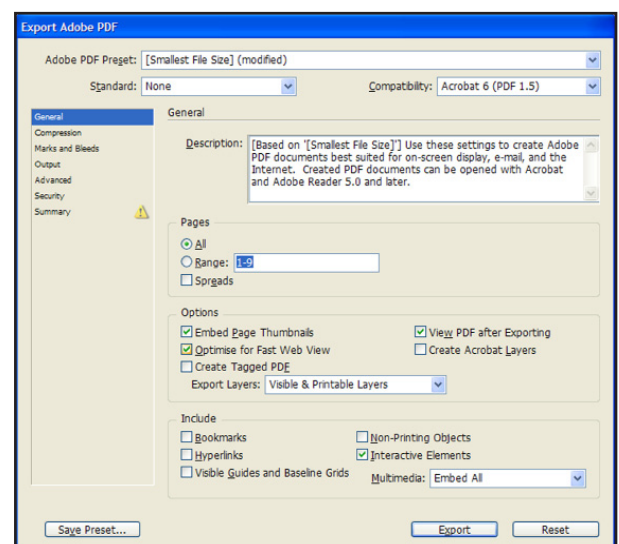 Export Adobe PDF
Adobe PDF Preset: [Smallest File Size] (modified)
Standard: None Compatibility: Acrobat 6 (PDF 1.5)
General
Compression
Marks and Bleeds
Output
Advanced
Security
Summary
General
Description: [Based on '[Smallest File Size]'] Use these settings to create Adobe
PDF documents best suited for on-screen display, e-mail, and the
Internet. Created PDF documents can be opened with Acrobat
and Adobe Reader 5.0 and later.
Pages
All
Range: 1-9
Spreads
Options
Embed Page Thumbnails View PDF after Exporting
Optimise for Fast Web View Create Acrobat Layers
Create Tagged PDF
Export Layers: Visible & Printable Layers
Include
Bookmarks Non-Printing Objects
Hyperlinks Interactive Elements
Visible Guides and Baseline Grids Multimedia: Embed All
Save Preset... Export Reset